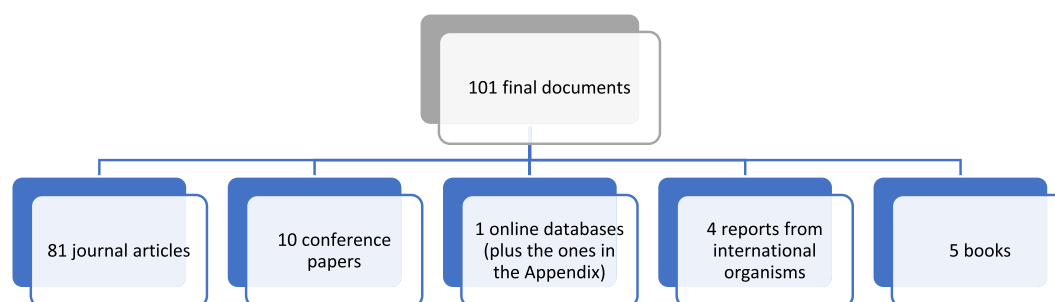 101 final documents
81 journal articles
10 conference
papers
1 online databases
(plus the ones in
the Appendix)
4 reports from
international
organisms
5 books